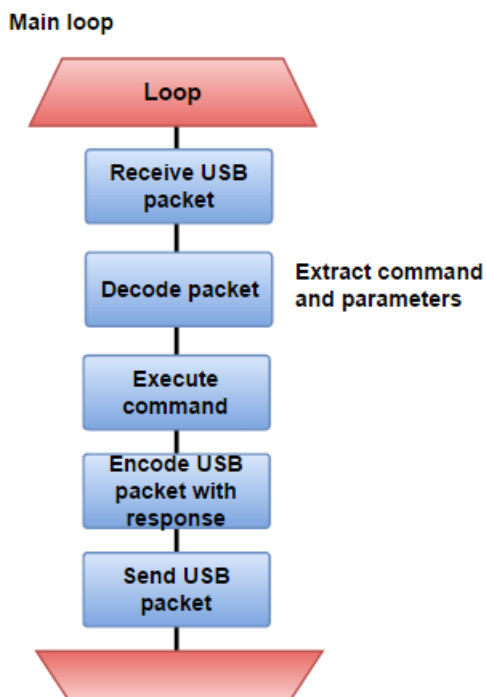 Main loop
Loop
Receive USB
packet
Decode packet
Extract command
and parameters
Execute
command
Encode USB
packet with
response
Send USB
packet